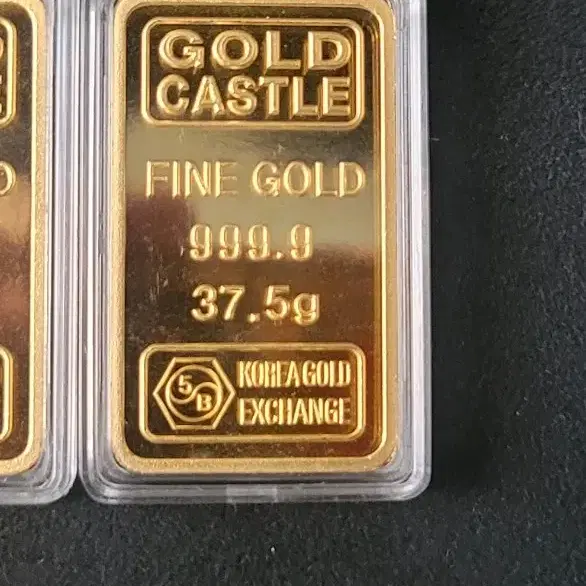 GOLD
CASTLE
FINE GOLD
999.9
37.5g
5B
KOREA GOLD
EXCHANGE